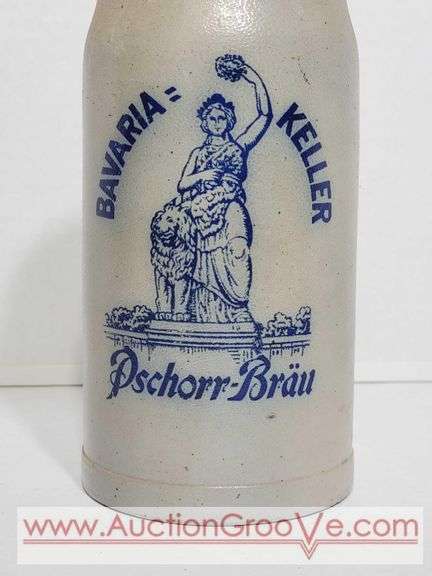 BAVARIA=
KELLER
Pschorr-Bräu
www.AuctionGrooVe.com